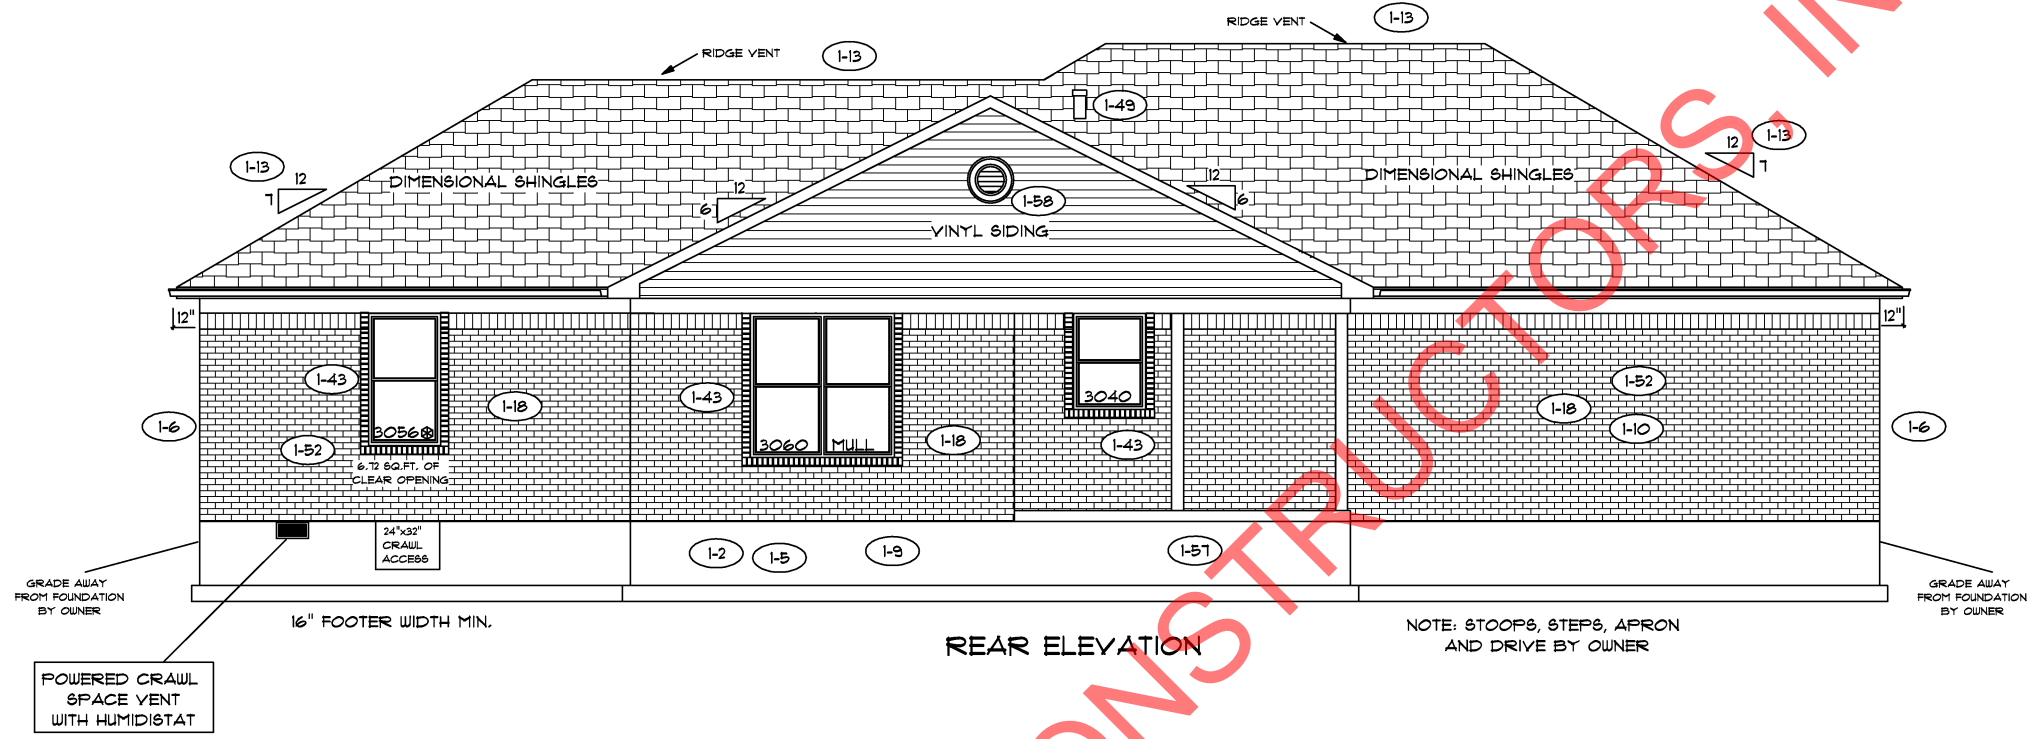 RIDGE VENT
1-13
RIDGE VENT
1-13
1-49
1-13
12
7
DIMENSIONAL SHINGLES
12
6
1-58
VINYL SIDING
12
6
DIMENSIONAL SHINGLES
1-13
12
7
12"
12"
1-43
1-18
1-6
3056
1-52
6.72 SQ.FT. OF
CLEAR OPENING
1-43
3060
MULL
1-18
3040
1-43
1-52
1-18
1-10
1-6
24"x32"
CRAWL
ACCESS
1-2
1-5
1-9
1-57
GRADE AWAY
FROM FOUNDATION
BY OWNER
GRADE AWAY
FROM FOUNDATION
BY OWNER
16" FOOTER WIDTH MIN.
REAR ELEVATION
NOTE: STOOPS, STEPS, APRON
AND DRIVE BY OWNER
POWERED CRAWL
SPACE VENT
WITH HUMIDISTAT
ONSTRUCTORS, IN